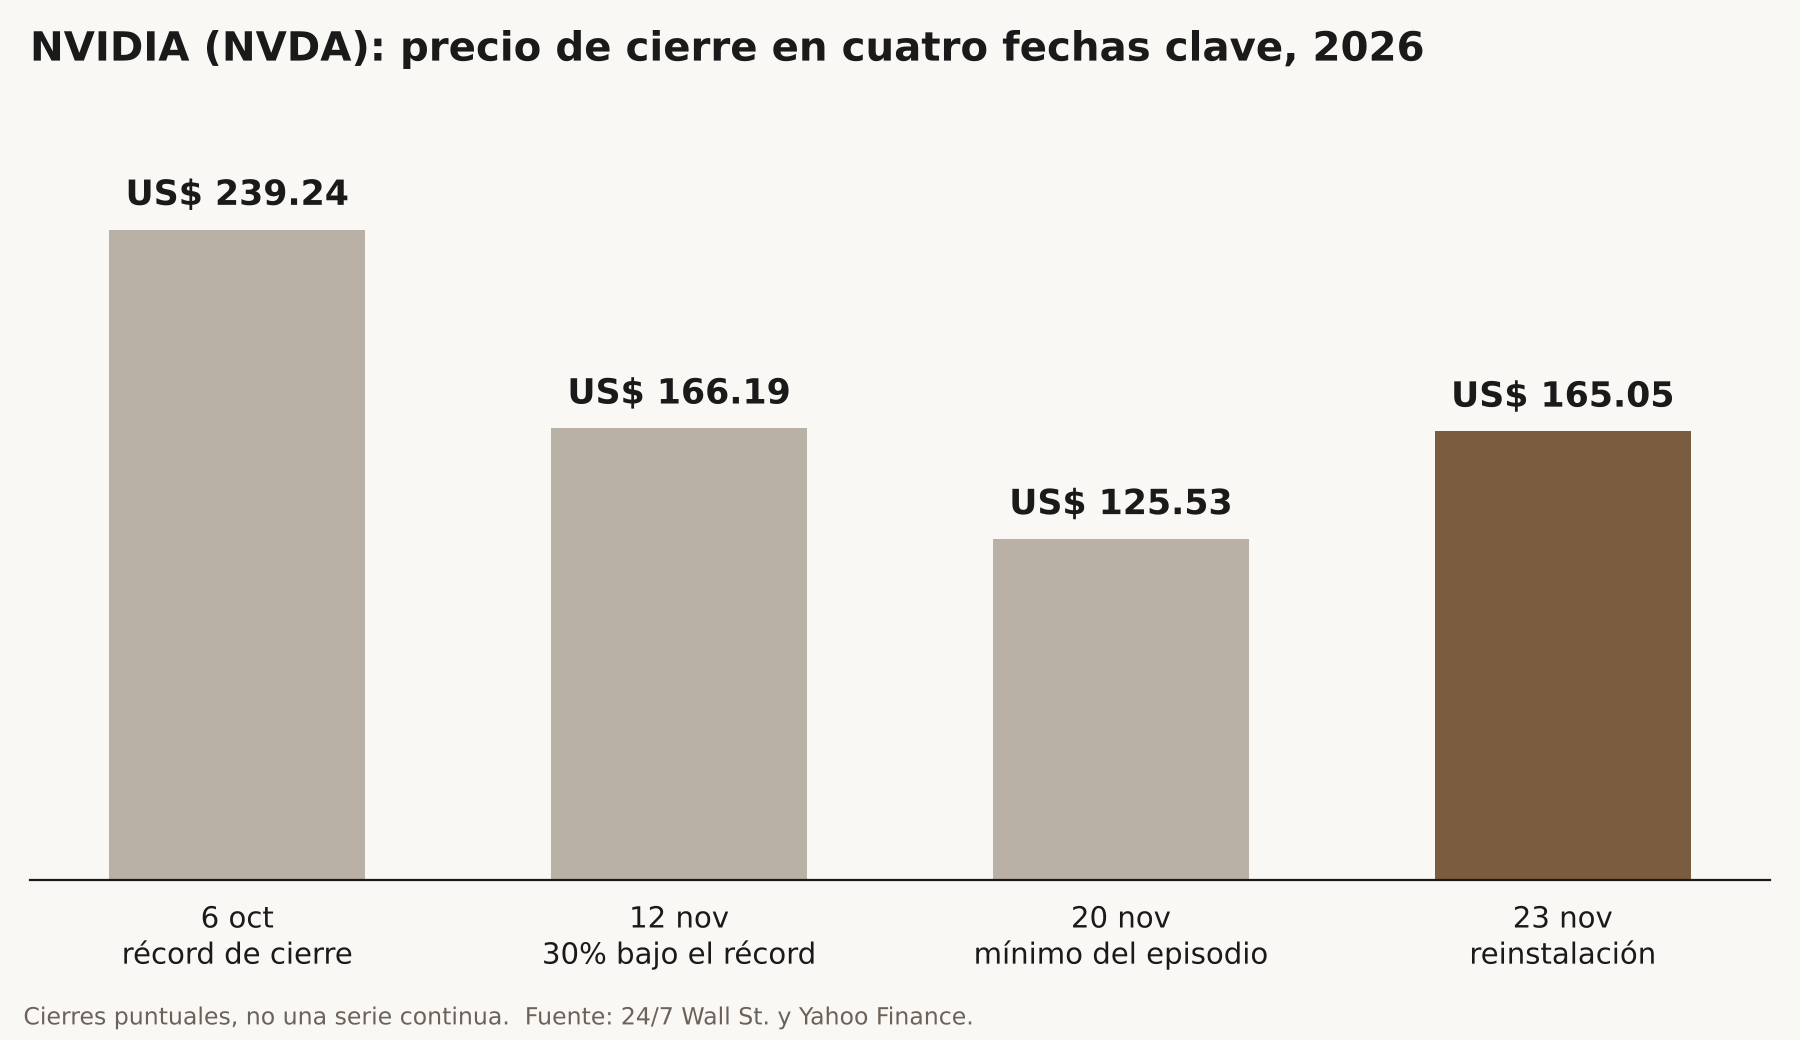 NVIDIA (NVDA): precio de cierre en cuatro fechas clave, 2026
US$ 239.24
US$ 166.19
US$ 125.53
US$ 165.05
6 oct
récord de cierre
12 nov
30% bajo el récord
20 nov
mínimo del episodio
23 nov
reinstalación
Cierres puntuales, no una serie continua.  Fuente: 24/7 Wall St. y Yahoo Finance.